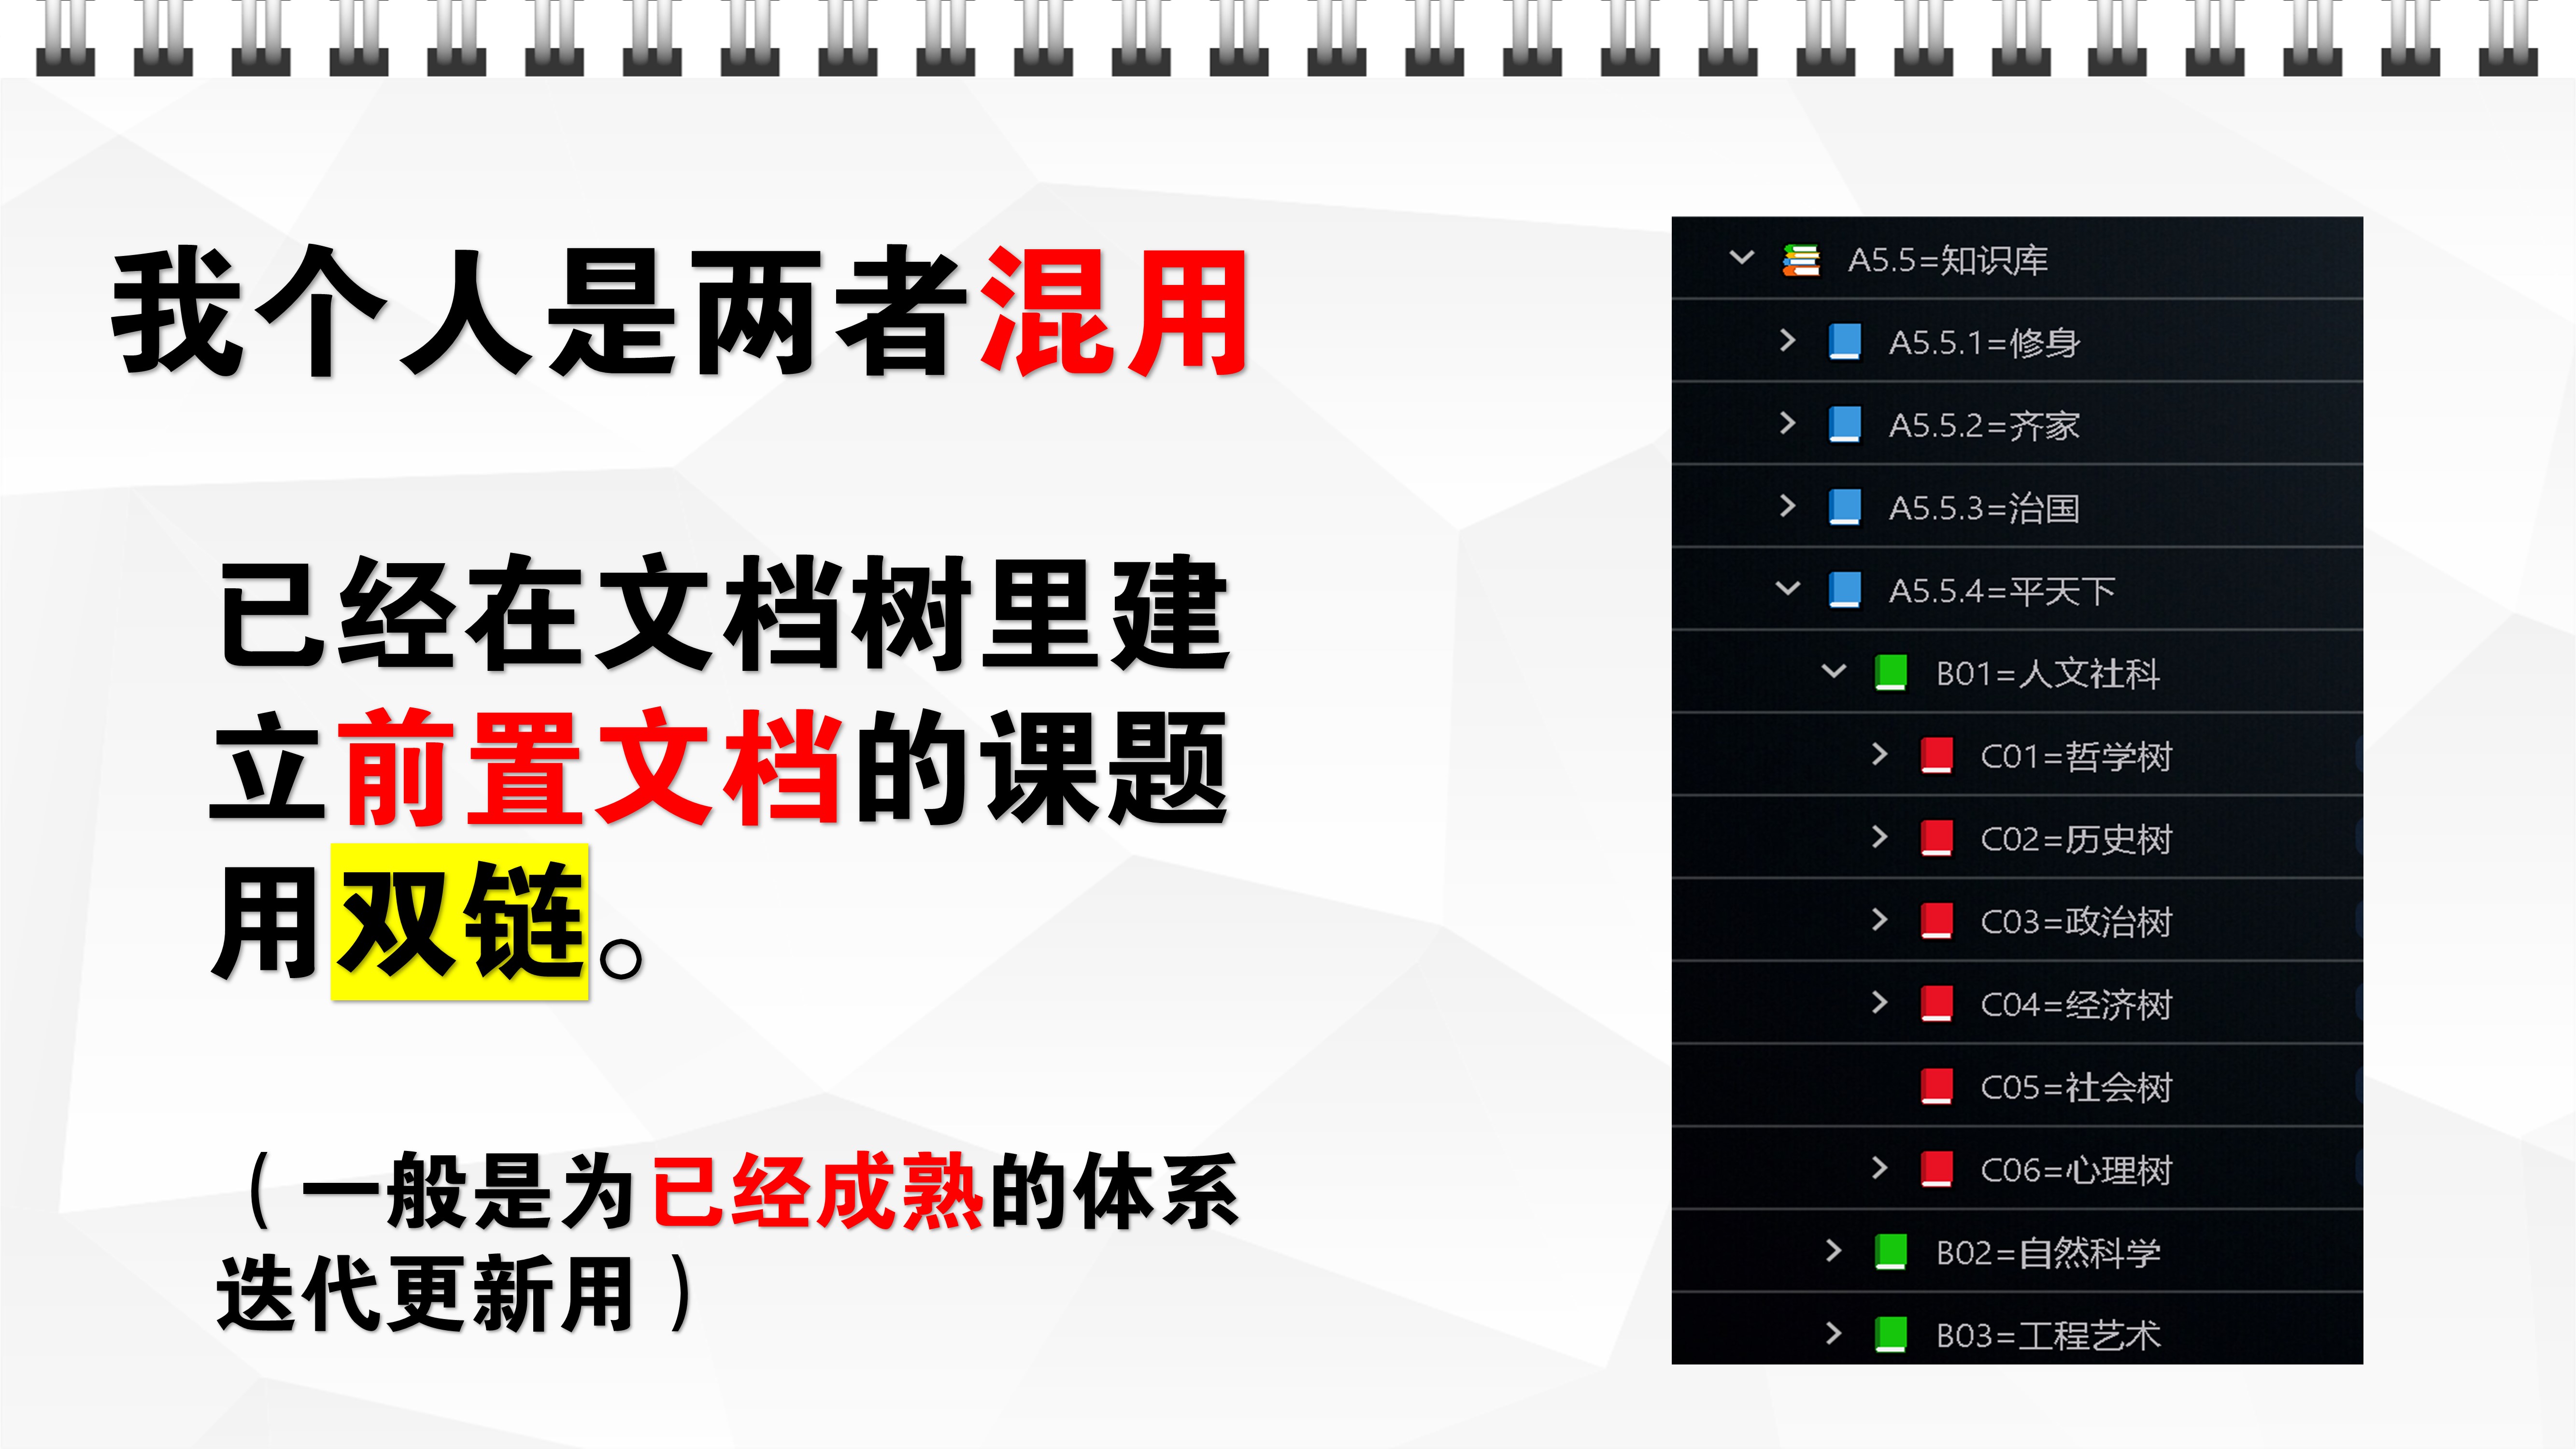 我个人是两者混用
已经在文档树里建
立前置文档的课题
用双链。
（一般是为已经成熟的体系
迭代更新用）
A5.5=知识库
A5.5.1=修身
A5.5.2=齐家
A5.5.3=治国
A5.5.4=平天下
B01=人文社科
C01=哲学树
C02=历史树
C03=政治树
C04=经济树
C05=社会树
C06=心理树
B02=自然科学
B03=工程艺术